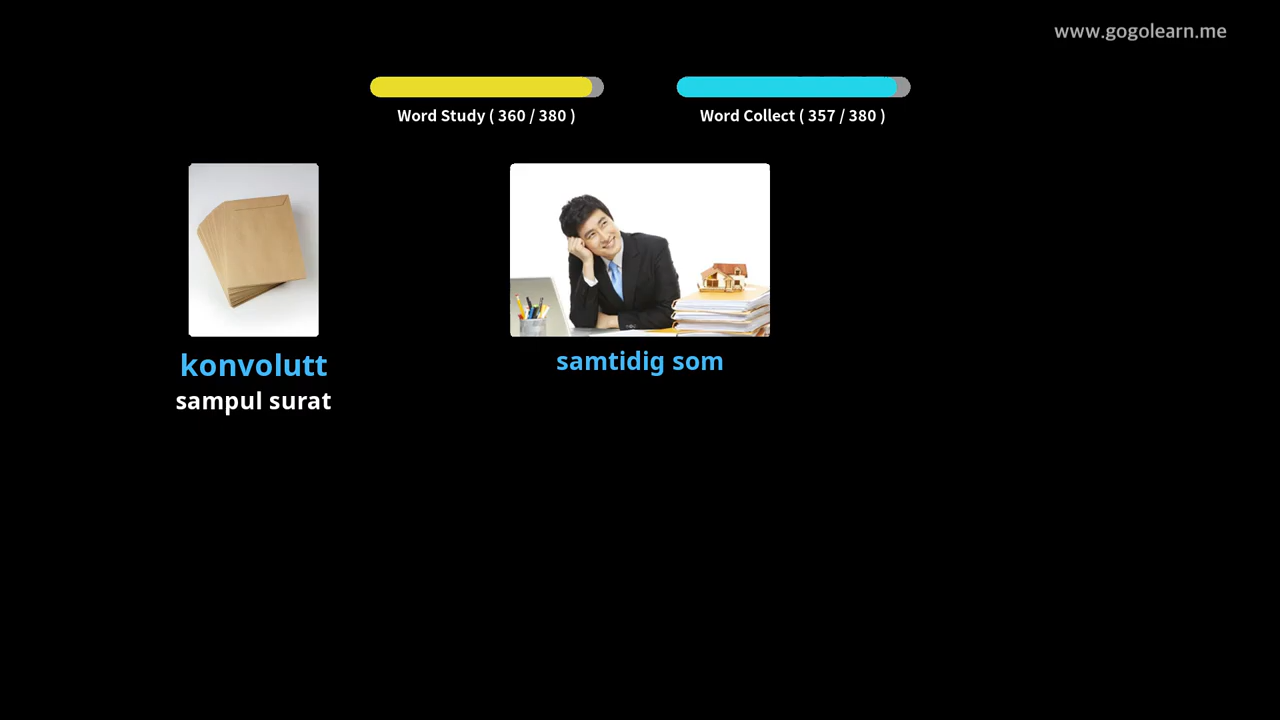 www.gogolearn.me
Word Study ( 360 / 380 )
Word Collect ( 357 / 380 )
konvolutt
sampul surat
samtidig som